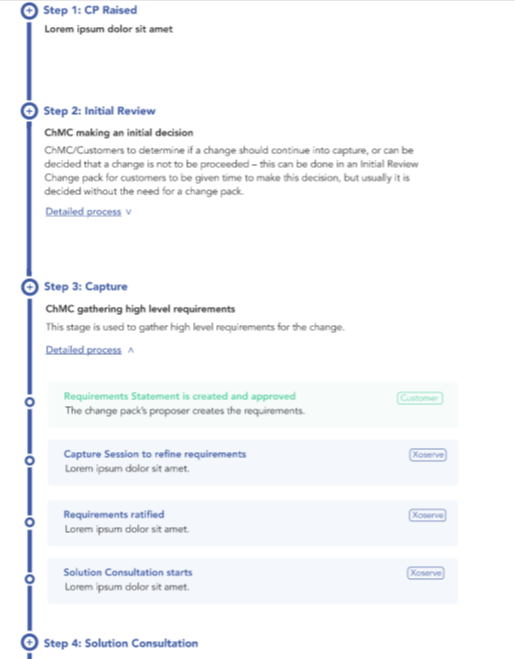 Step 1: CP Raised
Lorem ipsum dolor sit amet
Step 2: Initial Review
ChMC making an initial decision
ChMC/Customers to determine if a change should continue into capture, or can be
decided that a change is not to be proceeded – this can be done in an Initial Review
Change pack for customers to be given time to make this decision, but usually it is
decided without the need for a change pack.
Detailed process
Step 3: Capture
ChMC gathering high level requirements
This stage is used to gather high level requirements for the change.
Detailed process
Requirements Statement is created and approved Customer
The change pack's proposer creates the requirements.
Capture Session to refine requirements Xoserve
Lorem ipsum dolor sit amet.
Requirements ratified Xoserve
Lorem ipsum dolor sit amet.
Solution Consultation starts Xoserve
Lorem ipsum dolor sit amet.
Step 4: Solution Consultation